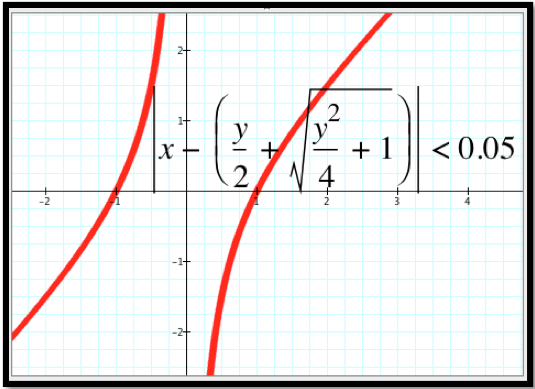 2
1
|x − (y/2 + √(y²/4 + 1))| < 0.05
-2 -1 1 2 3 4
-1
-2